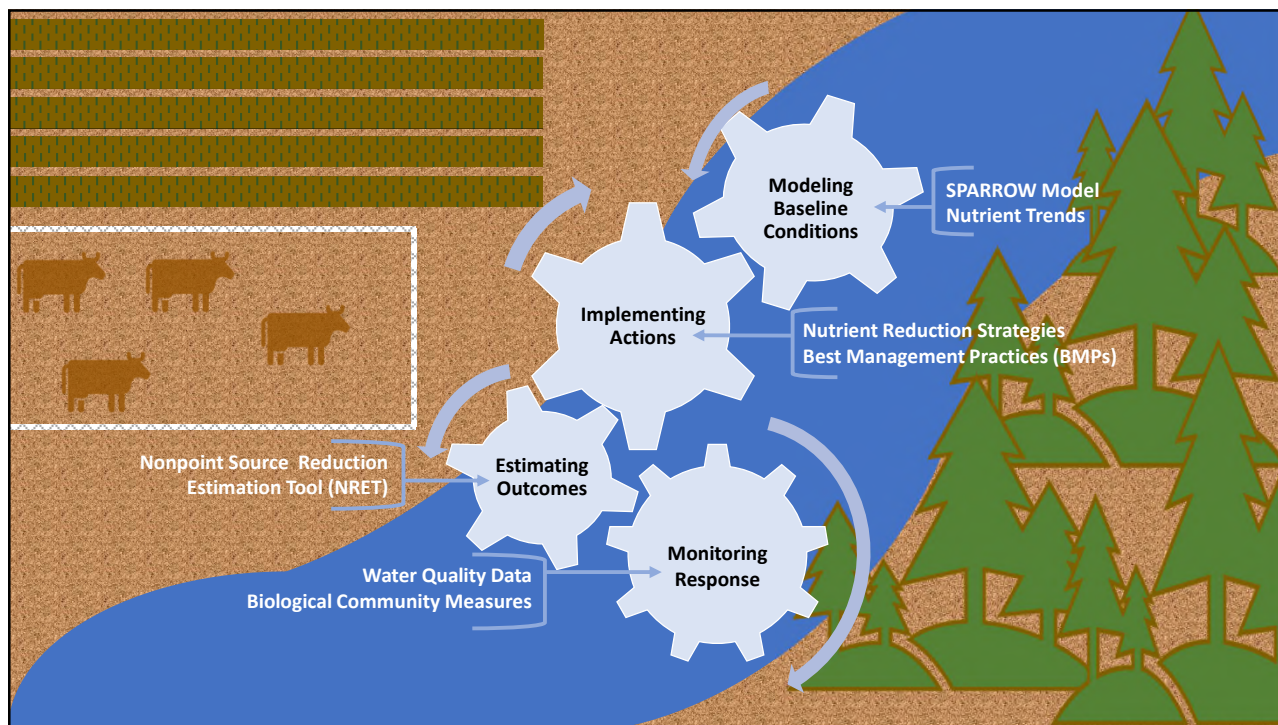 Modeling
Baseline
Conditions
SPARROW Model
Nutrient Trends
Implementing
Actions
Nutrient Reduction Strategies
Best Management Practices (BMPs)
Nonpoint Source Reduction
Estimation Tool (NRET)
Estimating
Outcomes
Water Quality Data
Biological Community Measures
Monitoring
Response